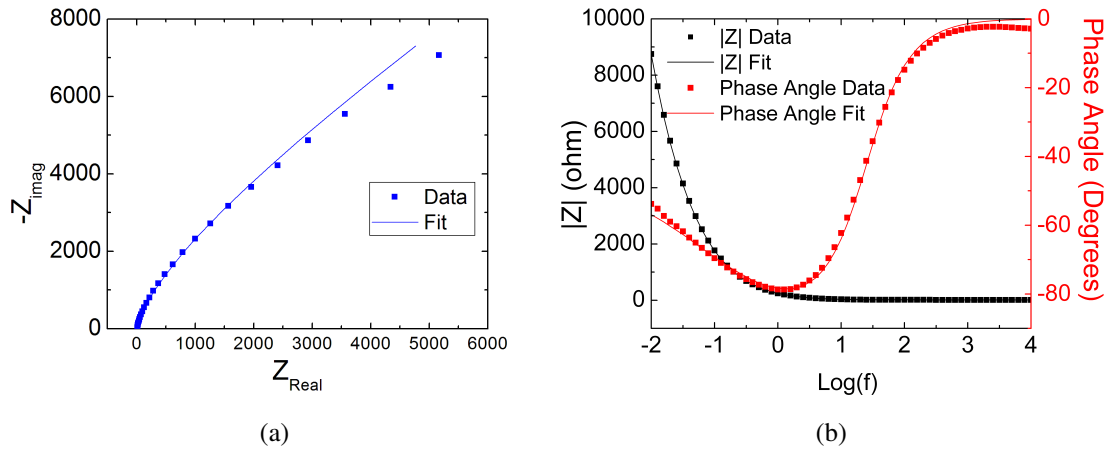 8000
6000
4000
2000
0
-Z_imag
0 1000 2000 3000 4000 5000 6000
Z_Real
Data
Fit
(a)
10000
8000
6000
4000
2000
0
|Z| (ohm)
|Z| Data
|Z| Fit
Phase Angle Data
Phase Angle Fit
-2 -1 0 1 2 3 4
Log(f)
0
-20
-40
-60
-80
Phase Angle (Degrees)
(b)